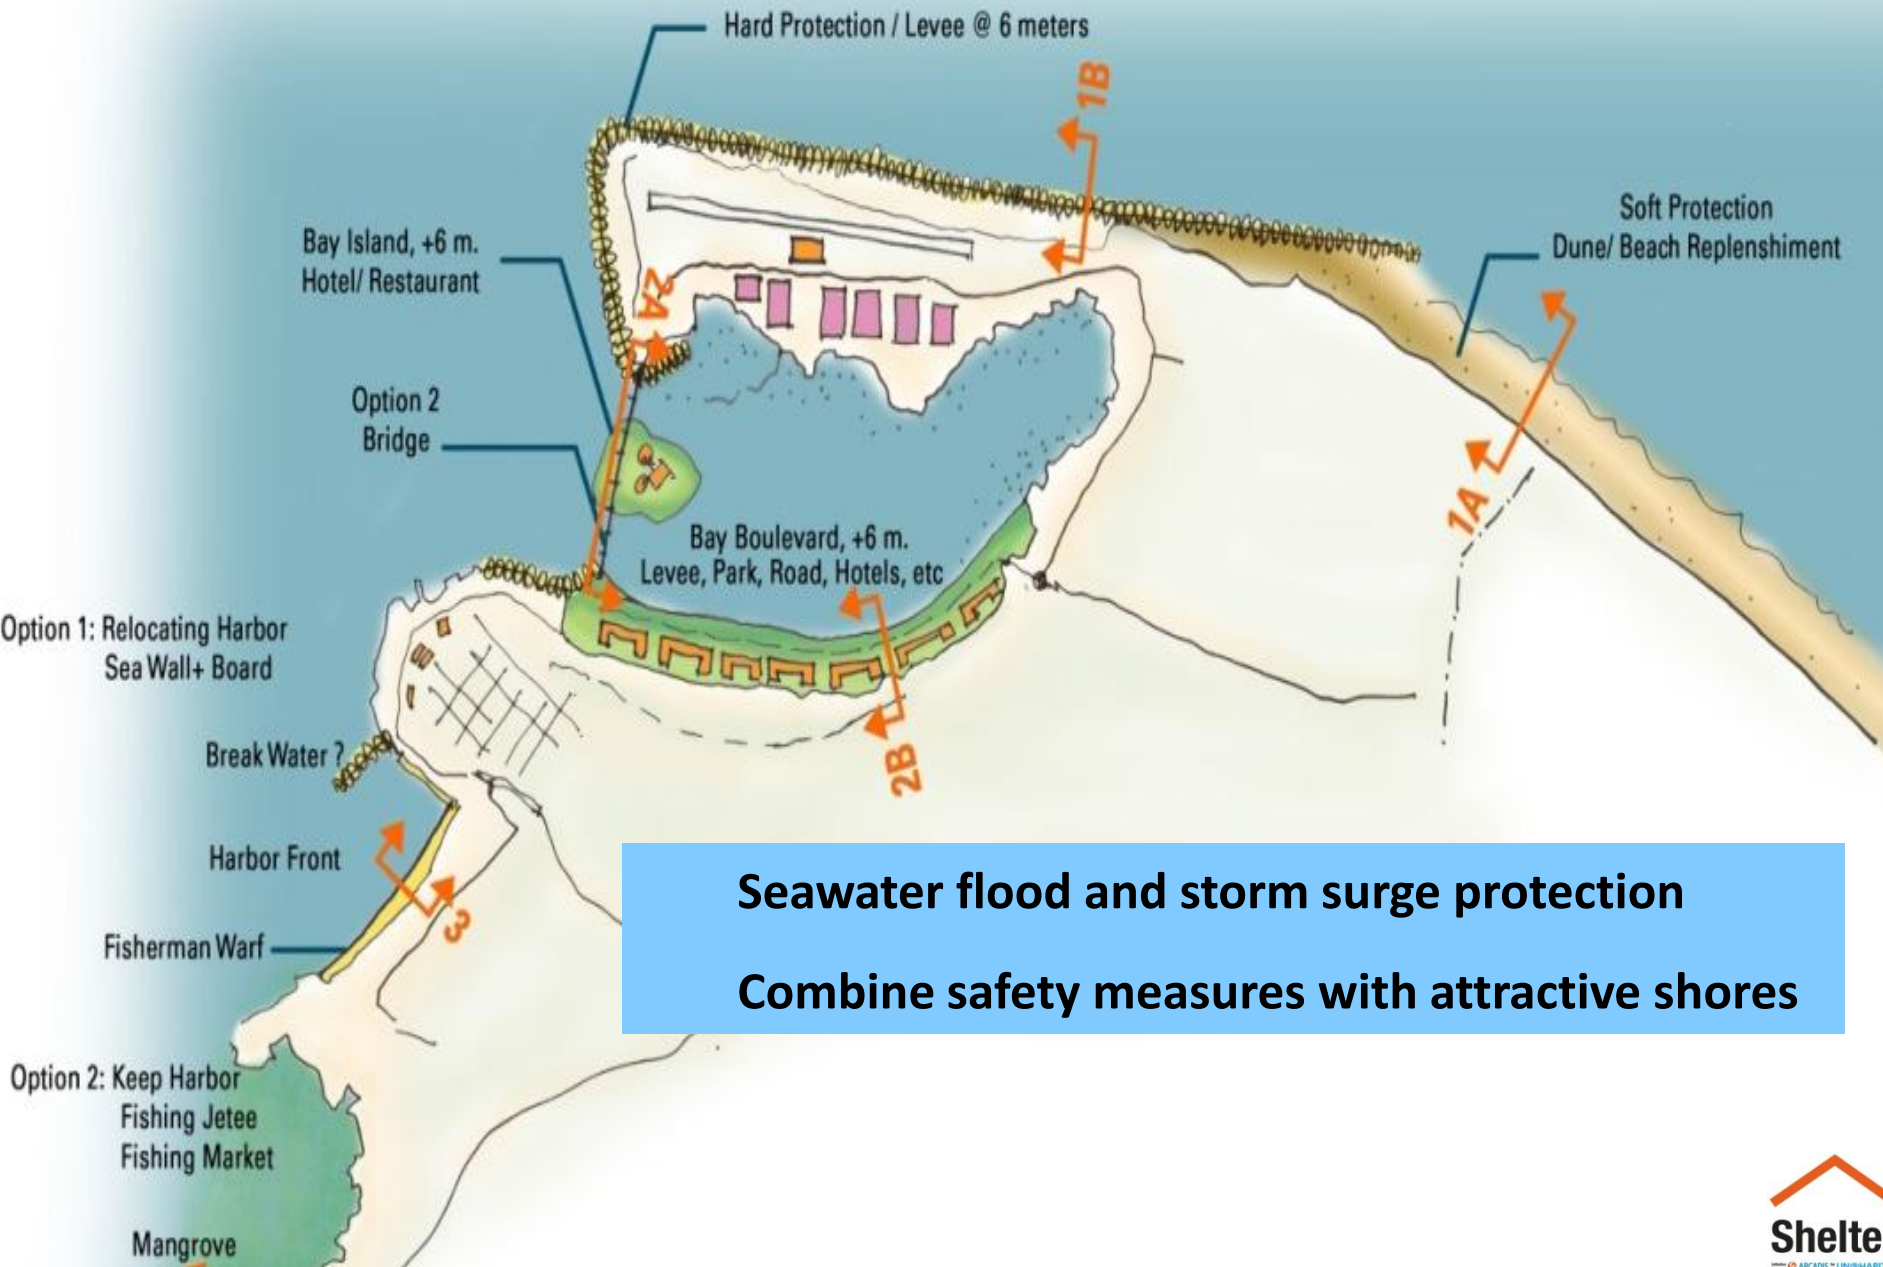 Hard Protection / Levee @ 6 meters
1B
Soft Protection
Dune/ Beach Replenshiment
Bay Island, +6 m.
Hotel/ Restaurant
2A
Option 2
Bridge
1A
Bay Boulevard, +6 m.
Levee, Park, Road, Hotels, etc
Option 1: Relocating Harbor
Sea Wall+ Board
Break Water ?
2B
Harbor Front
3
Fisherman Warf
Seawater flood and storm surge protection
Combine safety measures with attractive shores
Option 2: Keep Harbor
Fishing Jetee
Fishing Market
Mangrove
Shelte